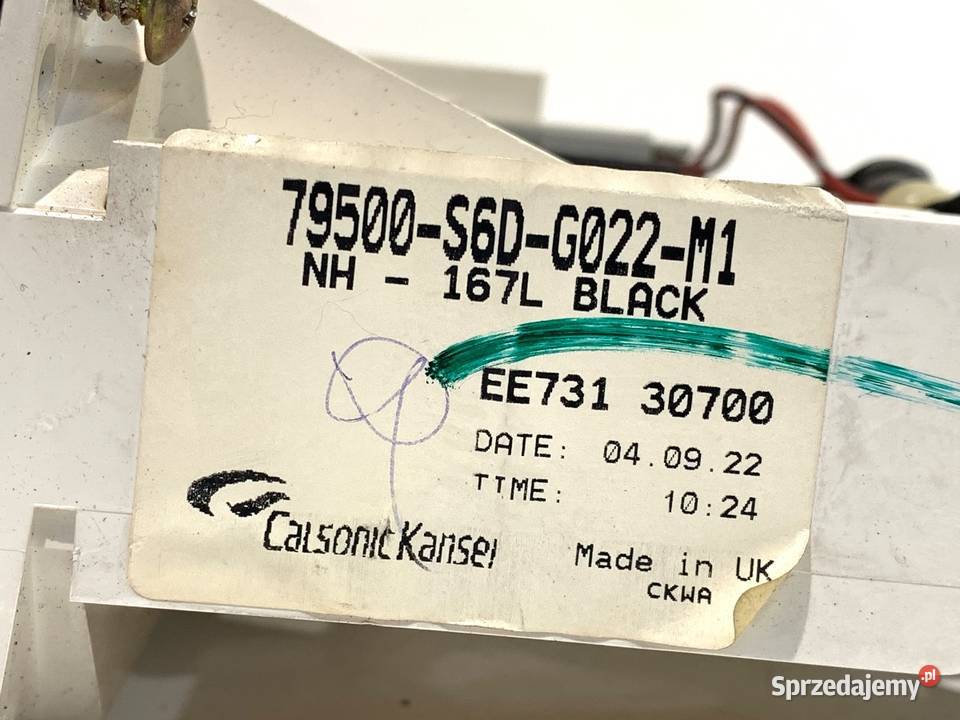 79500-S6D-G022-M1
NH - 167L BLACK
EE731 30700
DATE: 04.09.22
TIME: 10:24
CalsonicKansei
Made in UK
CKWA
Sprzedajemy.pl